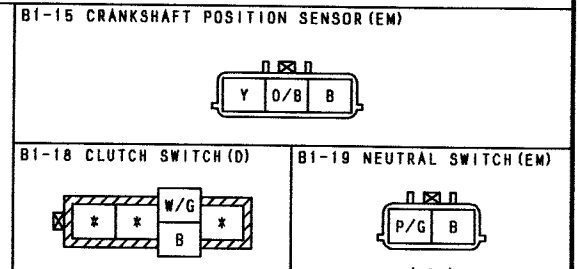 B1-15 CRANKSHAFT POSITION SENSOR(EM)
Y O/B B
B1-18 CLUTCH SWITCH(D)
W/G
* * *
B
B1-19 NEUTRAL SWITCH(EM)
P/G B